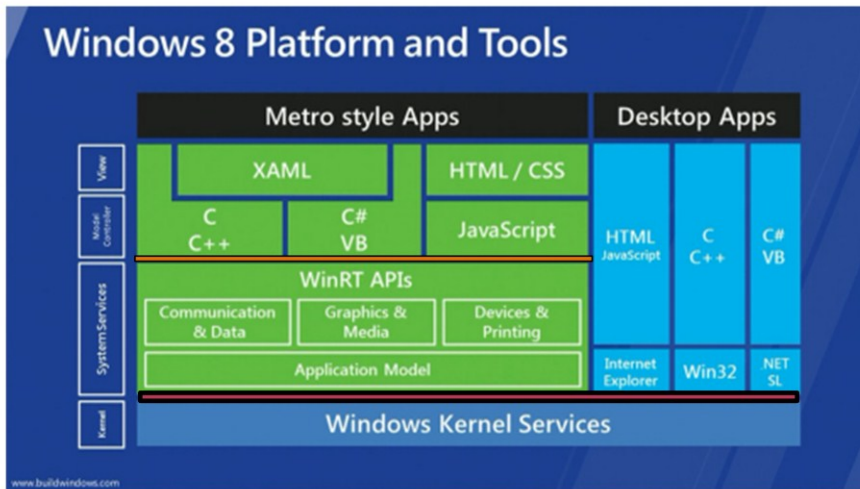 Windows 8 Platform and Tools
Metro style Apps
Desktop Apps
View
XAML
HTML / CSS
Model
Controller
C
C++
C#
VB
JavaScript
HTML
JavaScript
C
C++
C#
VB
System Services
WinRT APIs
Communication
& Data
Graphics &
Media
Devices &
Printing
Application Model
Internet
Explorer
Win32
.NET
SL
Kernel
Windows Kernel Services
www.buildwindows.com